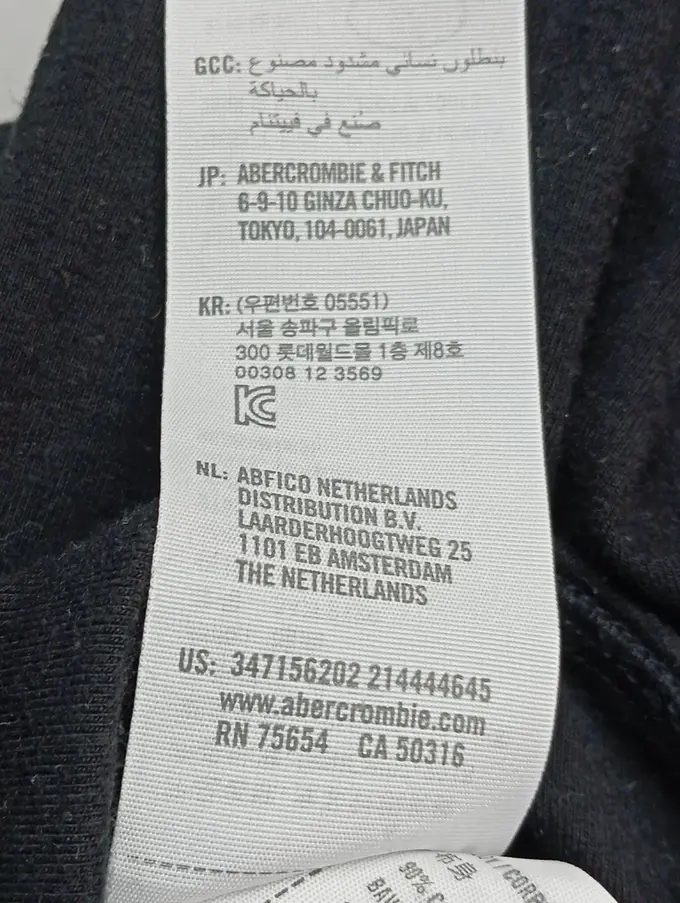 GCC: بنطلون نسائي مشدود مصنوع
بالحياكة
صُنع في فييتنام
JP: ABERCROMBIE & FITCH
6-9-10 GINZA CHUO-KU,
TOKYO, 104-0061, JAPAN
KR: (우편번호 05551)
서울 송파구 올림픽로
300 롯데월드몰 1층 제8호
00308 12 3569
NL: ABFICO NETHERLANDS
DISTRIBUTION B.V.
LAARDERHOOGTWEG 25
1101 EB AMSTERDAM
THE NETHERLANDS
US: 347156202 214444645
www.abercrombie.com
RN 75654 CA 50316